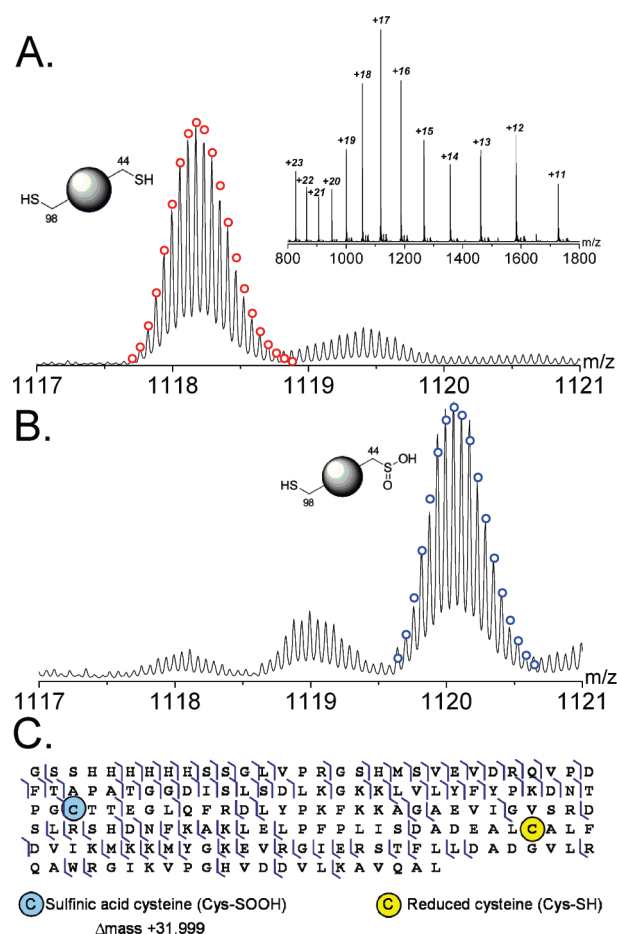 A.
+17
+18
+16
+19
+15
+13
+12
+14
+23
+22
+21
+20
+11
800 1000 1200 1400 1600 1800 m/z
44
SH
HS
98
m/z
1117 1118 1119 1120 1121
B.
44
OH
S
O
HS
98
m/z
1117 1118 1119 1120 1121
C.
G S S H H H H H H S S G L V P R G S H M S V E V D R Q V P D
F T A P A T G G D I S L S D L K G K K L V L Y F Y P K D N T
P G C T T E G L Q F R D L Y P K F K K A G A E V I G V S R D
S L R S H D N F K A K L E L P F P L I S D A D E A L C A L F
D V I K M K K M Y G K E V R G I E R S T F L L D A D G V L R
Q A W R G I K V P G H V D D V L K A V Q A L
C Sulfinic acid cysteine (Cys-SOOH) C Reduced cysteine (Cys-SH)
Δmass +31.999